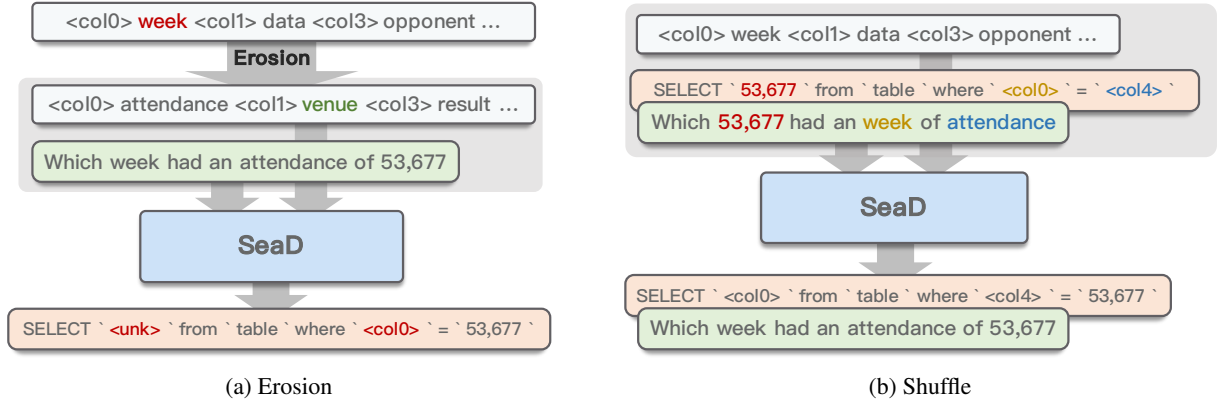 <col0> week <col1> data <col3> opponent ...
Erosion
<col0> attendance <col1> venue <col3> result ...
Which week had an attendance of 53,677
SeaD
SELECT ` <unk> ` from ` table ` where ` <col0> ` = ` 53,677 `
(a) Erosion
<col0> week <col1> data <col3> opponent ...
SELECT ` 53,677 ` from ` table ` where ` <col0> ` = ` <col4> `
Which 53,677 had an week of attendance
SeaD
SELECT ` <col0> ` from ` table ` where ` <col4> ` = ` 53,677 `
Which week had an attendance of 53,677
(b) Shuffle